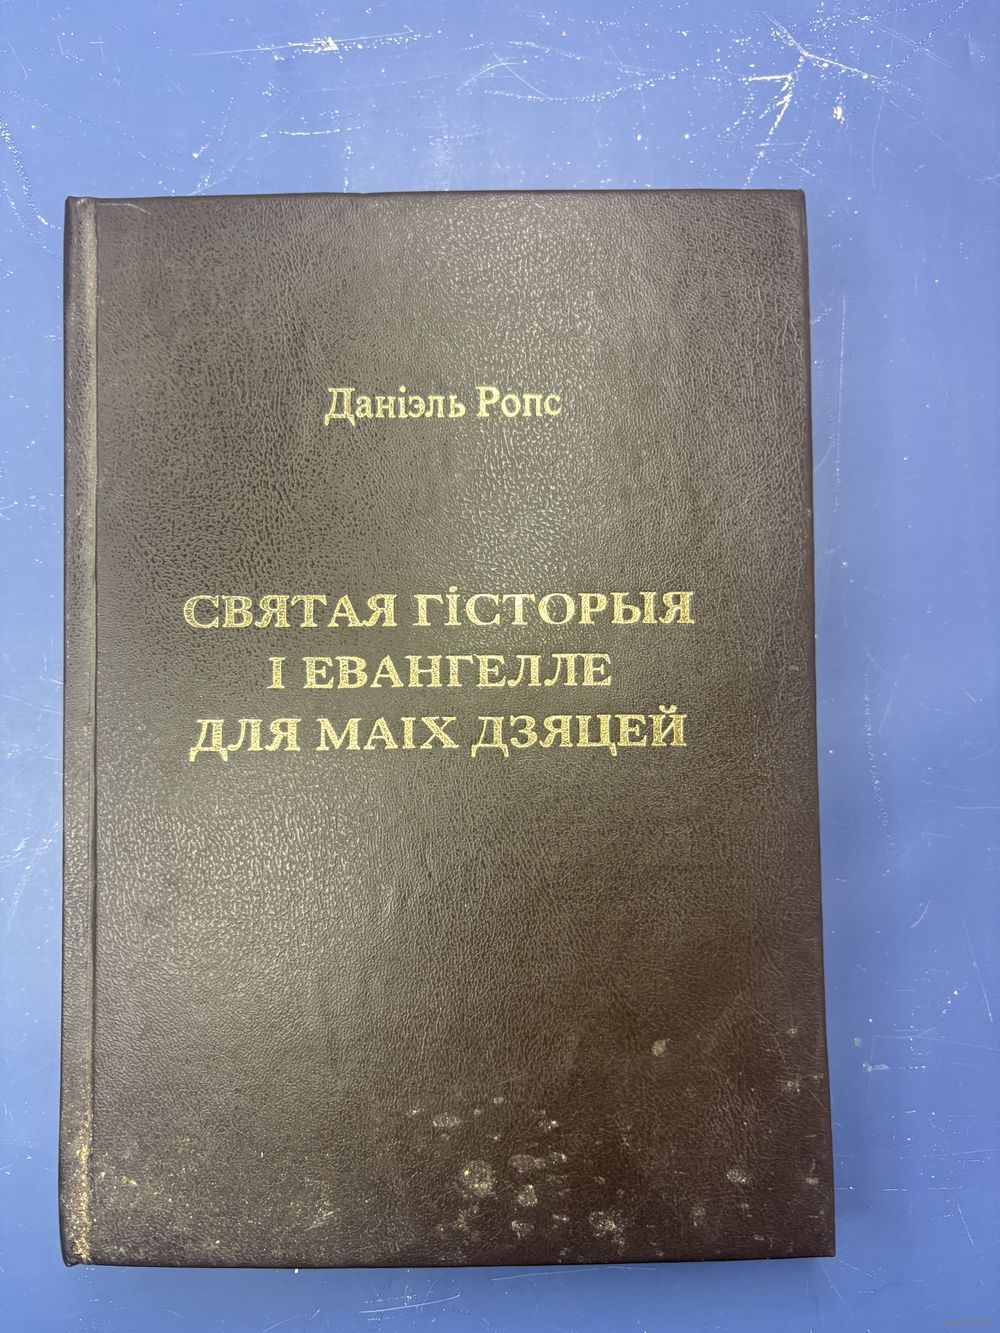 Даніэль Ропс
СВЯТАЯ ГіСТОРЫЯ
І ЕВАНГЕЛЛЕ
ДЛЯ МАІХ ДЗЯЦЕЙ